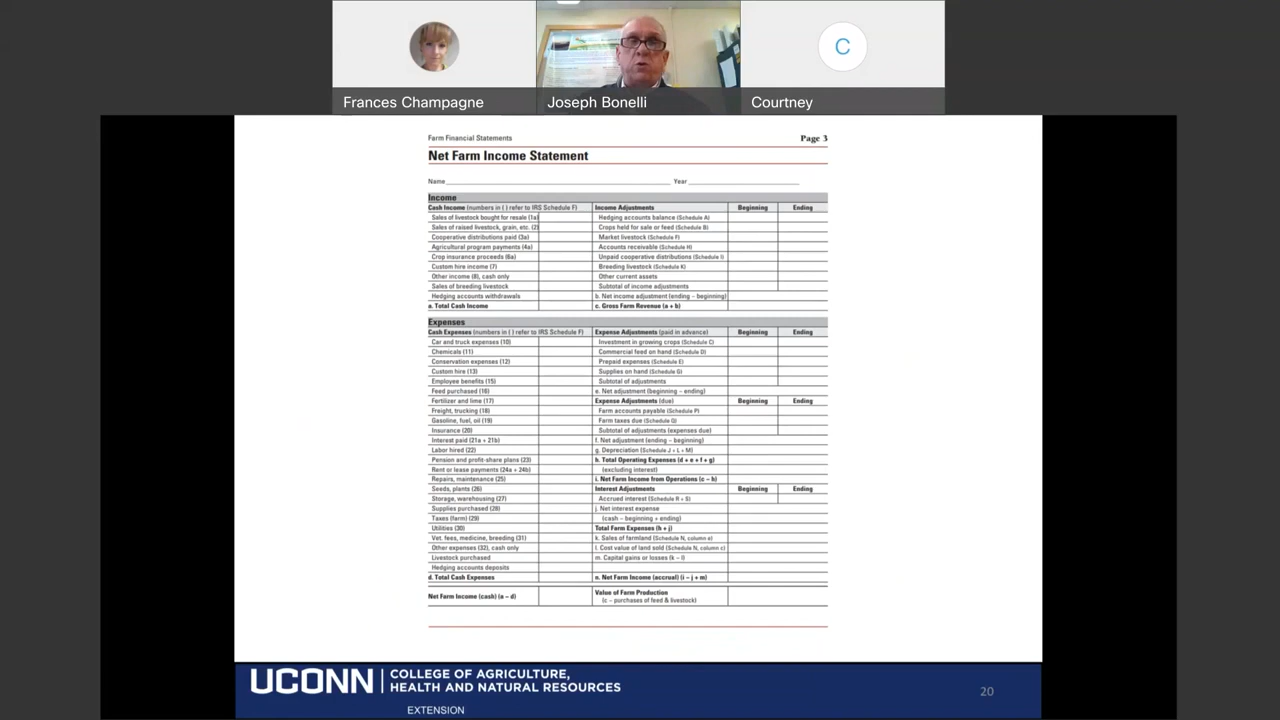 Frances Champagne
Joseph Bonelli
C
Courtney
Farm Financial Statements
Page 3
Net Farm Income Statement
Name
Year
Income
Cash Income (numbers in ( ) refer to IRS Schedule F)
Sales of livestock bought for resale (1a)
Sales of raised livestock, grain, etc. (2)
Cooperative distributions paid (3a)
Agricultural program payments (4a)
Crop insurance proceeds (6a)
Custom hire income (7)
Other income (8), cash only
Sales of breeding livestock
Hedging accounts withdrawals
a. Total Cash Income
Income Adjustments
Beginning
Ending
Hedging accounts balance (Schedule A)
Crops held for sale or feed (Schedule B)
Market livestock (Schedule F)
Accounts receivable (Schedule H)
Unpaid cooperative distributions (Schedule I)
Breeding livestock (Schedule K)
Other current assets
Subtotal of income adjustments
b. Net income adjustment (ending – beginning)
c. Gross Farm Revenue (a + b)
Expenses
Cash Expenses (numbers in ( ) refer to IRS Schedule F)
Car and truck expenses (10)
Chemicals (11)
Conservation expenses (12)
Custom hire (13)
Employee benefits (15)
Feed purchased (16)
Fertilizer and lime (17)
Freight, trucking (18)
Gasoline, fuel, oil (19)
Insurance (20)
Interest paid (21a + 21b)
Labor hired (22)
Pension and profit-share plans (23)
Rent or lease payments (24a + 24b)
Repairs, maintenance (25)
Seeds, plants (26)
Storage, warehousing (27)
Supplies purchased (28)
Taxes (farm) (29)
Utilities (30)
Vet. fees, medicine, breeding (31)
Other expenses (32), cash only
Livestock purchased
Hedging accounts deposits
d. Total Cash Expenses
Net Farm Income (cash) (a – d)
Expense Adjustments (paid in advance)
Beginning
Ending
Investment in growing crops (Schedule C)
Commercial feed on hand (Schedule D)
Prepaid expenses (Schedule E)
Supplies on hand (Schedule G)
Subtotal of adjustments
e. Net adjustment (beginning – ending)
Expense Adjustments (due)
Beginning
Ending
Farm accounts payable (Schedule P)
Farm taxes due (Schedule Q)
Subtotal of adjustments (expenses due)
f. Net adjustment (ending – beginning)
g. Depreciation (Schedule J + L + M)
h. Total Operating Expenses (d + e + f + g)
(excluding interest)
i. Net Farm Income from Operations (c – h)
Interest Adjustments
Beginning
Ending
Accrued interest (Schedule R + S)
j. Net interest expense
(cash – beginning + ending)
Total Farm Expenses (h + j)
k. Sales of farmland (Schedule N, column e)
l. Cost value of land sold (Schedule N, column c)
m. Capital gains or losses (k – l)
n. Net Farm Income (accrual) (i – j + m)
Value of Farm Production
(c – purchases of feed & livestock)
UCONN
COLLEGE OF AGRICULTURE,
HEALTH AND NATURAL RESOURCES
EXTENSION
20